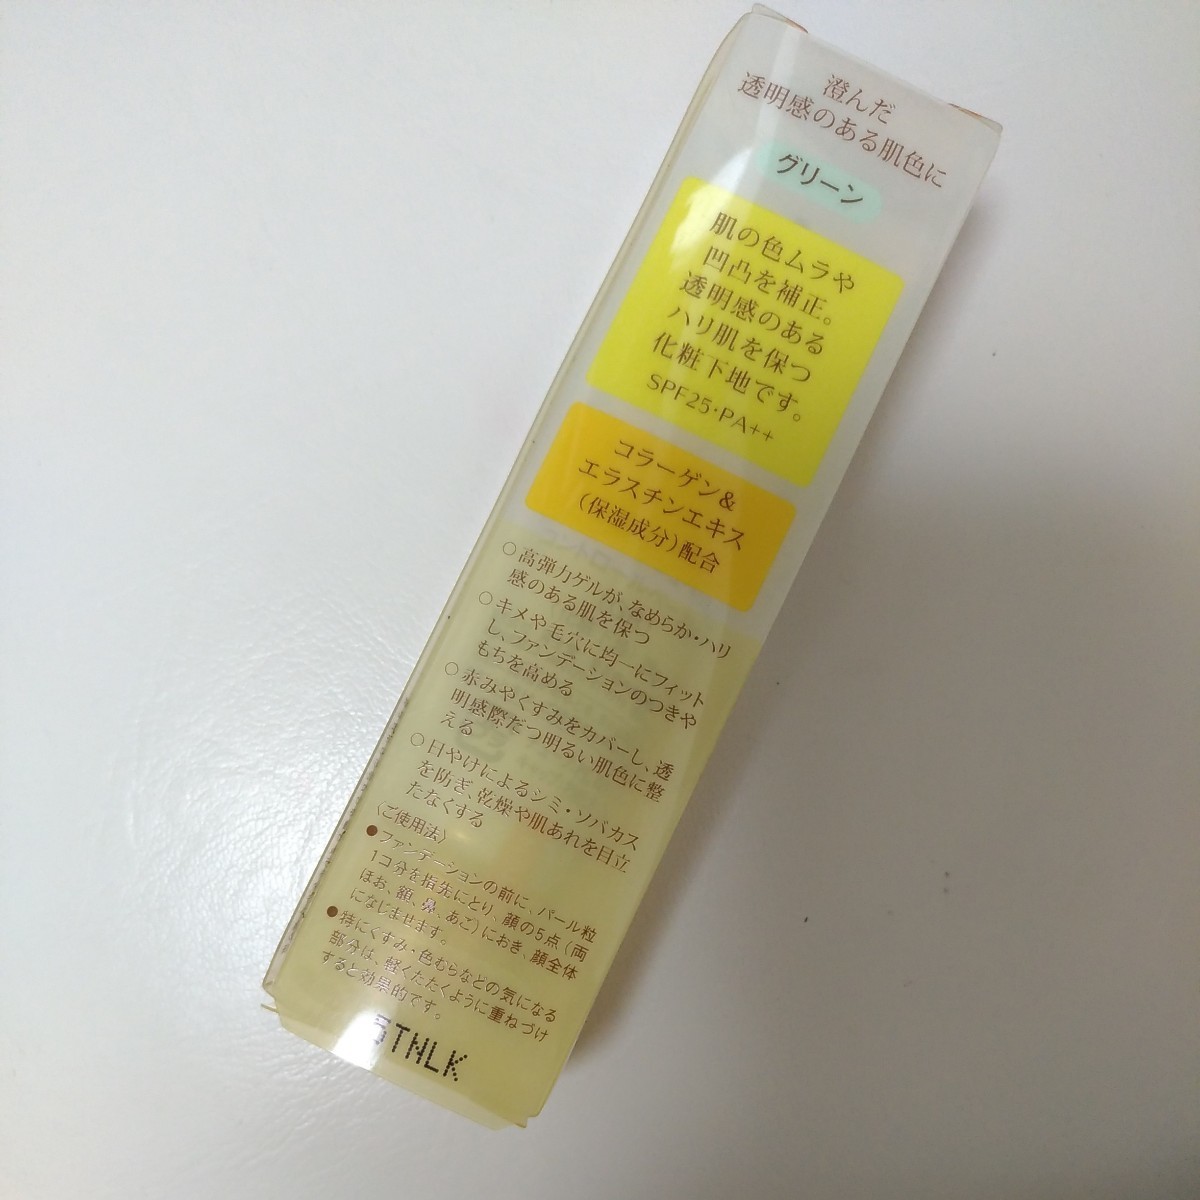 澄んだ
透明感のある肌色に
グリーン
肌の色ムラや
凹凸を補正。
透明感のある
ハリ肌を保つ
化粧下地です。
SPF25・PA++
コラーゲン&
エラスチンエキス
(保湿成分)配合
○高弾力ゲルが、なめらか・ハリ
感のある肌を保つ
○キメや毛穴に均一にフィット
し、ファンデーションのつきや
もちを高める
○赤みやくすみをカバーし、透
明感際だつ明るい肌色に整
える
○日やけによるシミ・ソバカス
を防ぎ、乾燥や肌あれを目立
たなくする
〈ご使用法〉
●ファンデーションの前に、パール粒
1コ分を指先にとり、顔の5点(両
ほお、額、鼻、あご)におき、顔全体
になじませます。
●特にくすみ・色むらなどの気になる
部分は、軽くたたくように重ねづけ
すると効果的です。
5TNLK